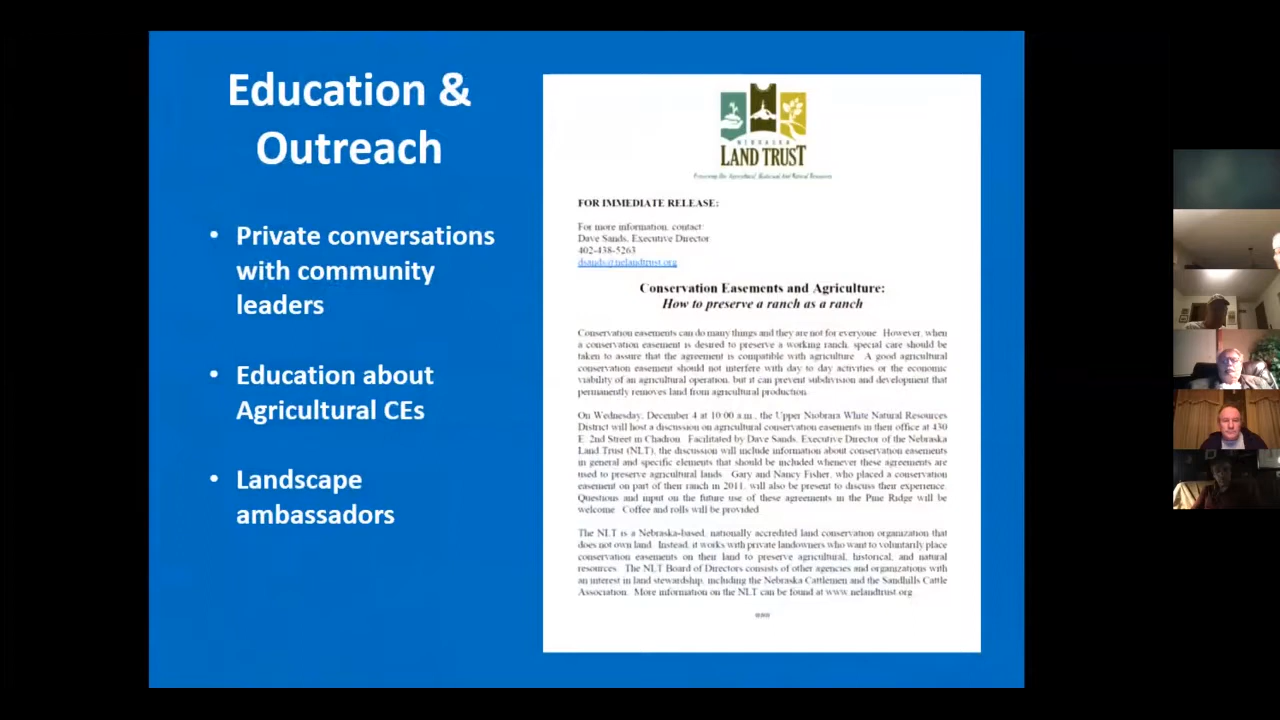 Education &
Outreach
• Private conversations
with community
leaders
• Education about
Agricultural CEs
• Landscape
ambassadors
NEBRASKA
LAND TRUST
Preserving Our Agricultural, Historical And Natural Resources
FOR IMMEDIATE RELEASE:
For more information, contact:
Dave Sands, Executive Director
402-438-5263
dsands@nelandtrust.org
Conservation Easements and Agriculture:
How to preserve a ranch as a ranch
Conservation easements can do many things and they are not for everyone. However, when
a conservation easement is desired to preserve a working ranch, special care should be
taken to assure that the agreement is compatible with agriculture. A good agricultural
conservation easement should not interfere with day to day activities or the economic
viability of an agricultural operation, but it can prevent subdivision and development that
permanently removes land from agricultural production.
On Wednesday, December 4 at 10:00 a.m., the Upper Niobrara White Natural Resources
District will host a discussion on agricultural conservation easements in their office at 430
E. 2nd Street in Chadron. Facilitated by Dave Sands, Executive Director of the Nebraska
Land Trust (NLT), the discussion will include information about conservation easements
in general and specific elements that should be included whenever these agreements are
used to preserve agricultural lands. Gary and Nancy Fisher, who placed a conservation
easement on part of their ranch in 2011, will also be present to discuss their experience.
Questions and input on the future use of these agreements in the Pine Ridge will be
welcome. Coffee and rolls will be provided.
The NLT is a Nebraska-based, nationally accredited land conservation organization that
does not own land. Instead, it works with private landowners who want to voluntarily place
conservation easements on their land to preserve agricultural, historical, and natural
resources. The NLT Board of Directors consists of other agencies and organizations with
an interest in land stewardship, including the Nebraska Cattlemen and the Sandhills Cattle
Association. More information on the NLT can be found at www.nelandtrust.org.
###